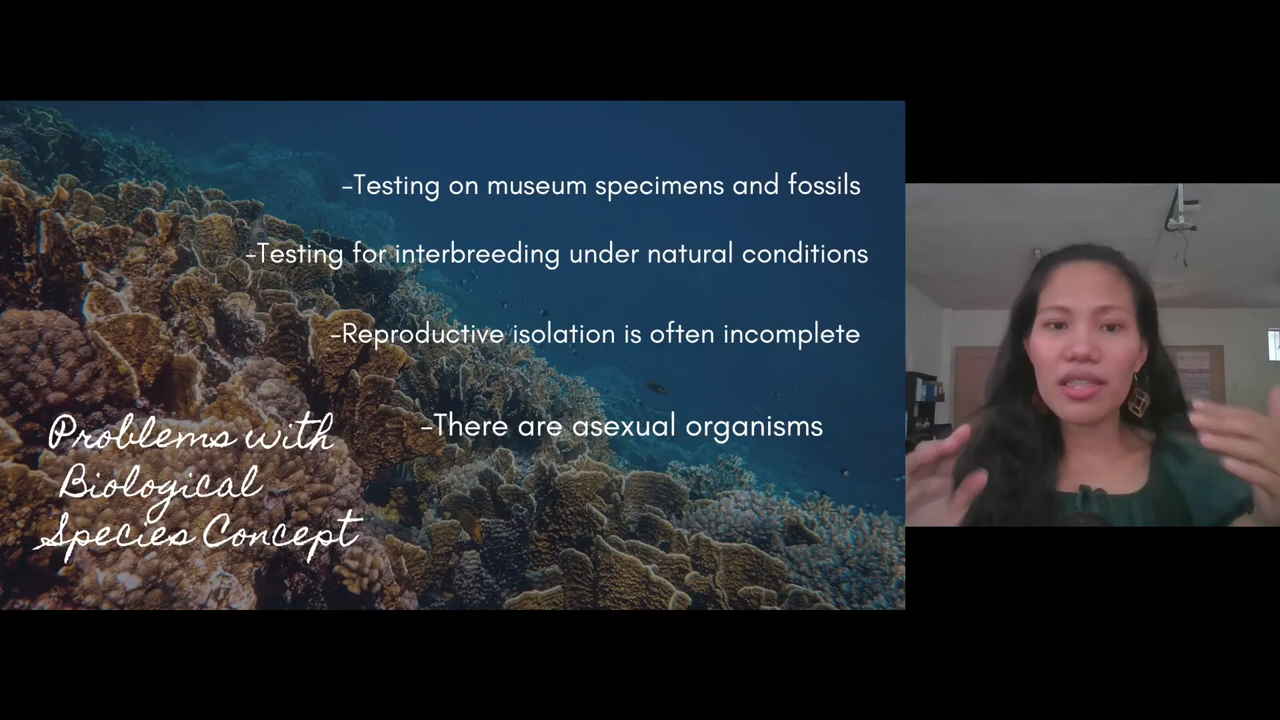 -Testing on museum specimens and fossils
-Testing for interbreeding under natural conditions
-Reproductive isolation is often incomplete
-There are asexual organisms
Problems with
Biological
Species Concept